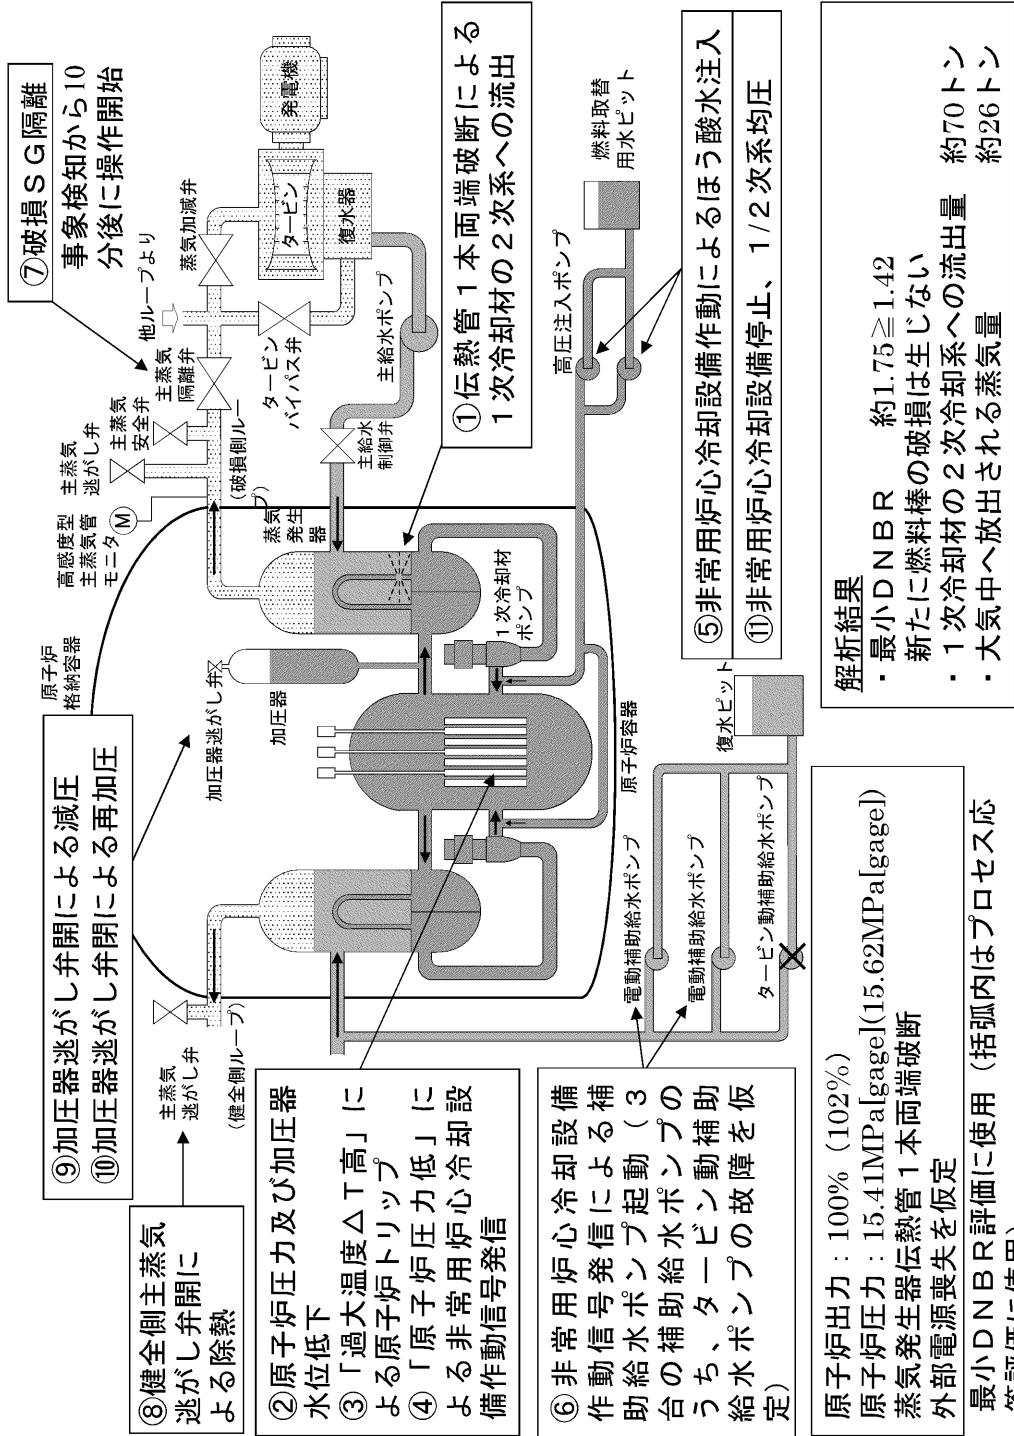 ⑦破損ＳＧ隔離
事象検知から10
分後に操作開始
①伝熱管１本両端破断による
１次冷却材の２次系への流出
⑤非常用炉心冷却設備作動によるほう酸水注入
⑪非常用炉心冷却設備停止、１/２次系均圧
解析結果
・最小ＤＮＢＲ　約1.75≧1.42
新たに燃料棒の破損は生じない
・１次冷却材の２次冷却系への流出量　約70トン
・大気中へ放出される蒸気量　約26トン
⑨加圧器逃がし弁開による減圧
⑩加圧器逃がし弁閉による再加圧
⑧健全側主蒸気
逃がし弁開に
よる除熱
②原子炉圧力及び加圧器
水位低下
③「過大温度△Ｔ高」に
よる原子炉トリップ
④「原子炉圧力低」に
よる非常用炉心冷却設
備作動信号発信
⑥非常用炉心冷却設備
作動信号発信による補
助給水ポンプ起動（３
台の補助給水ポンプの
うち、タービン動補助
給水ポンプの故障を仮
定）
原子炉出力：100%（102%）
原子炉圧力：15.41MPa[gage](15.62MPa[gage])
蒸気発生器伝熱管１本両端破断
外部電源喪失を仮定
最小ＤＮＢＲ評価に使用（括弧内はプロセス応
答評価に使用）
原子炉
格納容器
高感度型
主蒸気管
モニタ
M
主蒸気
逃がし弁
主蒸気
安全弁
主蒸気
隔離弁
他ループより
蒸気加減弁
タービン
発電機
復水器
タービン
バイパス弁
主給水ポンプ
主給水
制御弁
（破損側ルー
プ）
蒸気
発生
器
加圧器逃がし弁
加圧器
１次冷却材
ポンプ
原子炉容器
高圧注入ポンプ
燃料取替
用水ピット
復水ピット
主蒸気
逃がし弁
（健全側ループ）
電動補助給水ポンプ
電動補助給水ポンプ
タービン動補助給水ポンプ